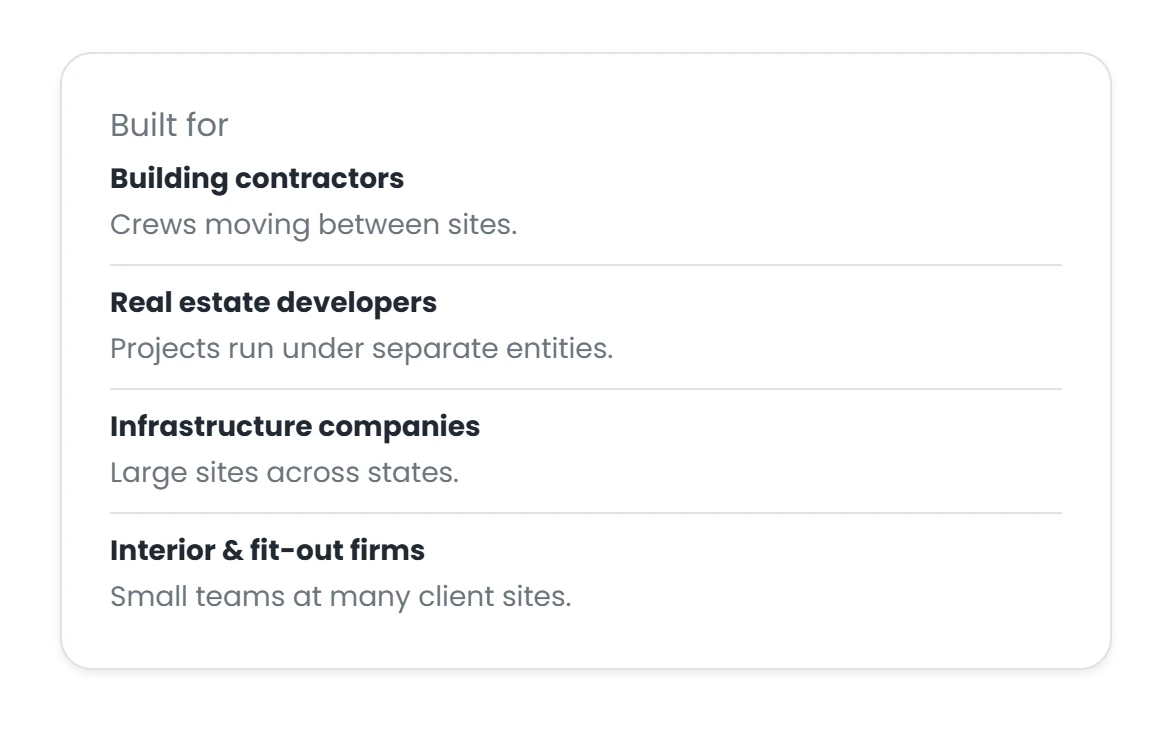 Built for
Building contractors
Crews moving between sites.
Real estate developers
Projects run under separate entities.
Infrastructure companies
Large sites across states.
Interior & fit-out firms
Small teams at many client sites.